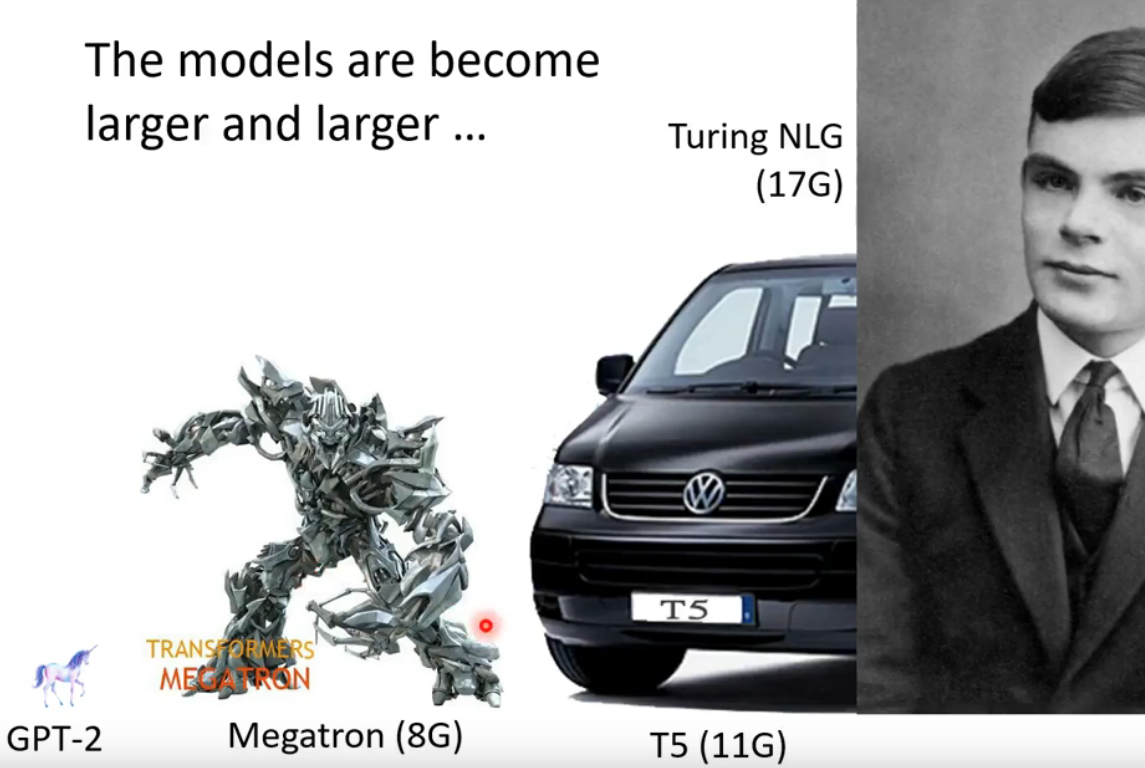 The models are become
larger and larger ...
Turing NLG
(17G)
T5
TRANSFORMERS
MEGATRON
GPT-2
Megatron (8G)
T5 (11G)